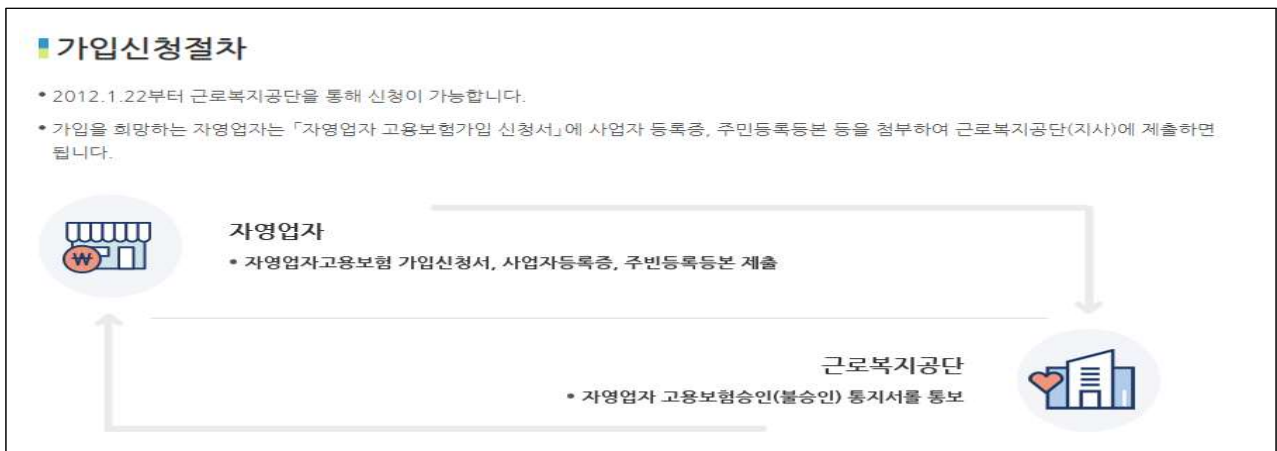 가입신청절차
• 2012.1.22부터 근로복지공단을 통해 신청이 가능합니다.
• 가입을 희망하는 자영업자는 「자영업자 고용보험가입 신청서」에 사업자 등록증, 주민등록등본 등을 첨부하여 근로복지공단(지사)에 제출하면
됩니다.
자영업자
• 자영업자고용보험 가입신청서, 사업자등록증, 주빈등록등본 제출
근로복지공단
• 자영업자 고용보험승인(불승인) 통지서롤 통보